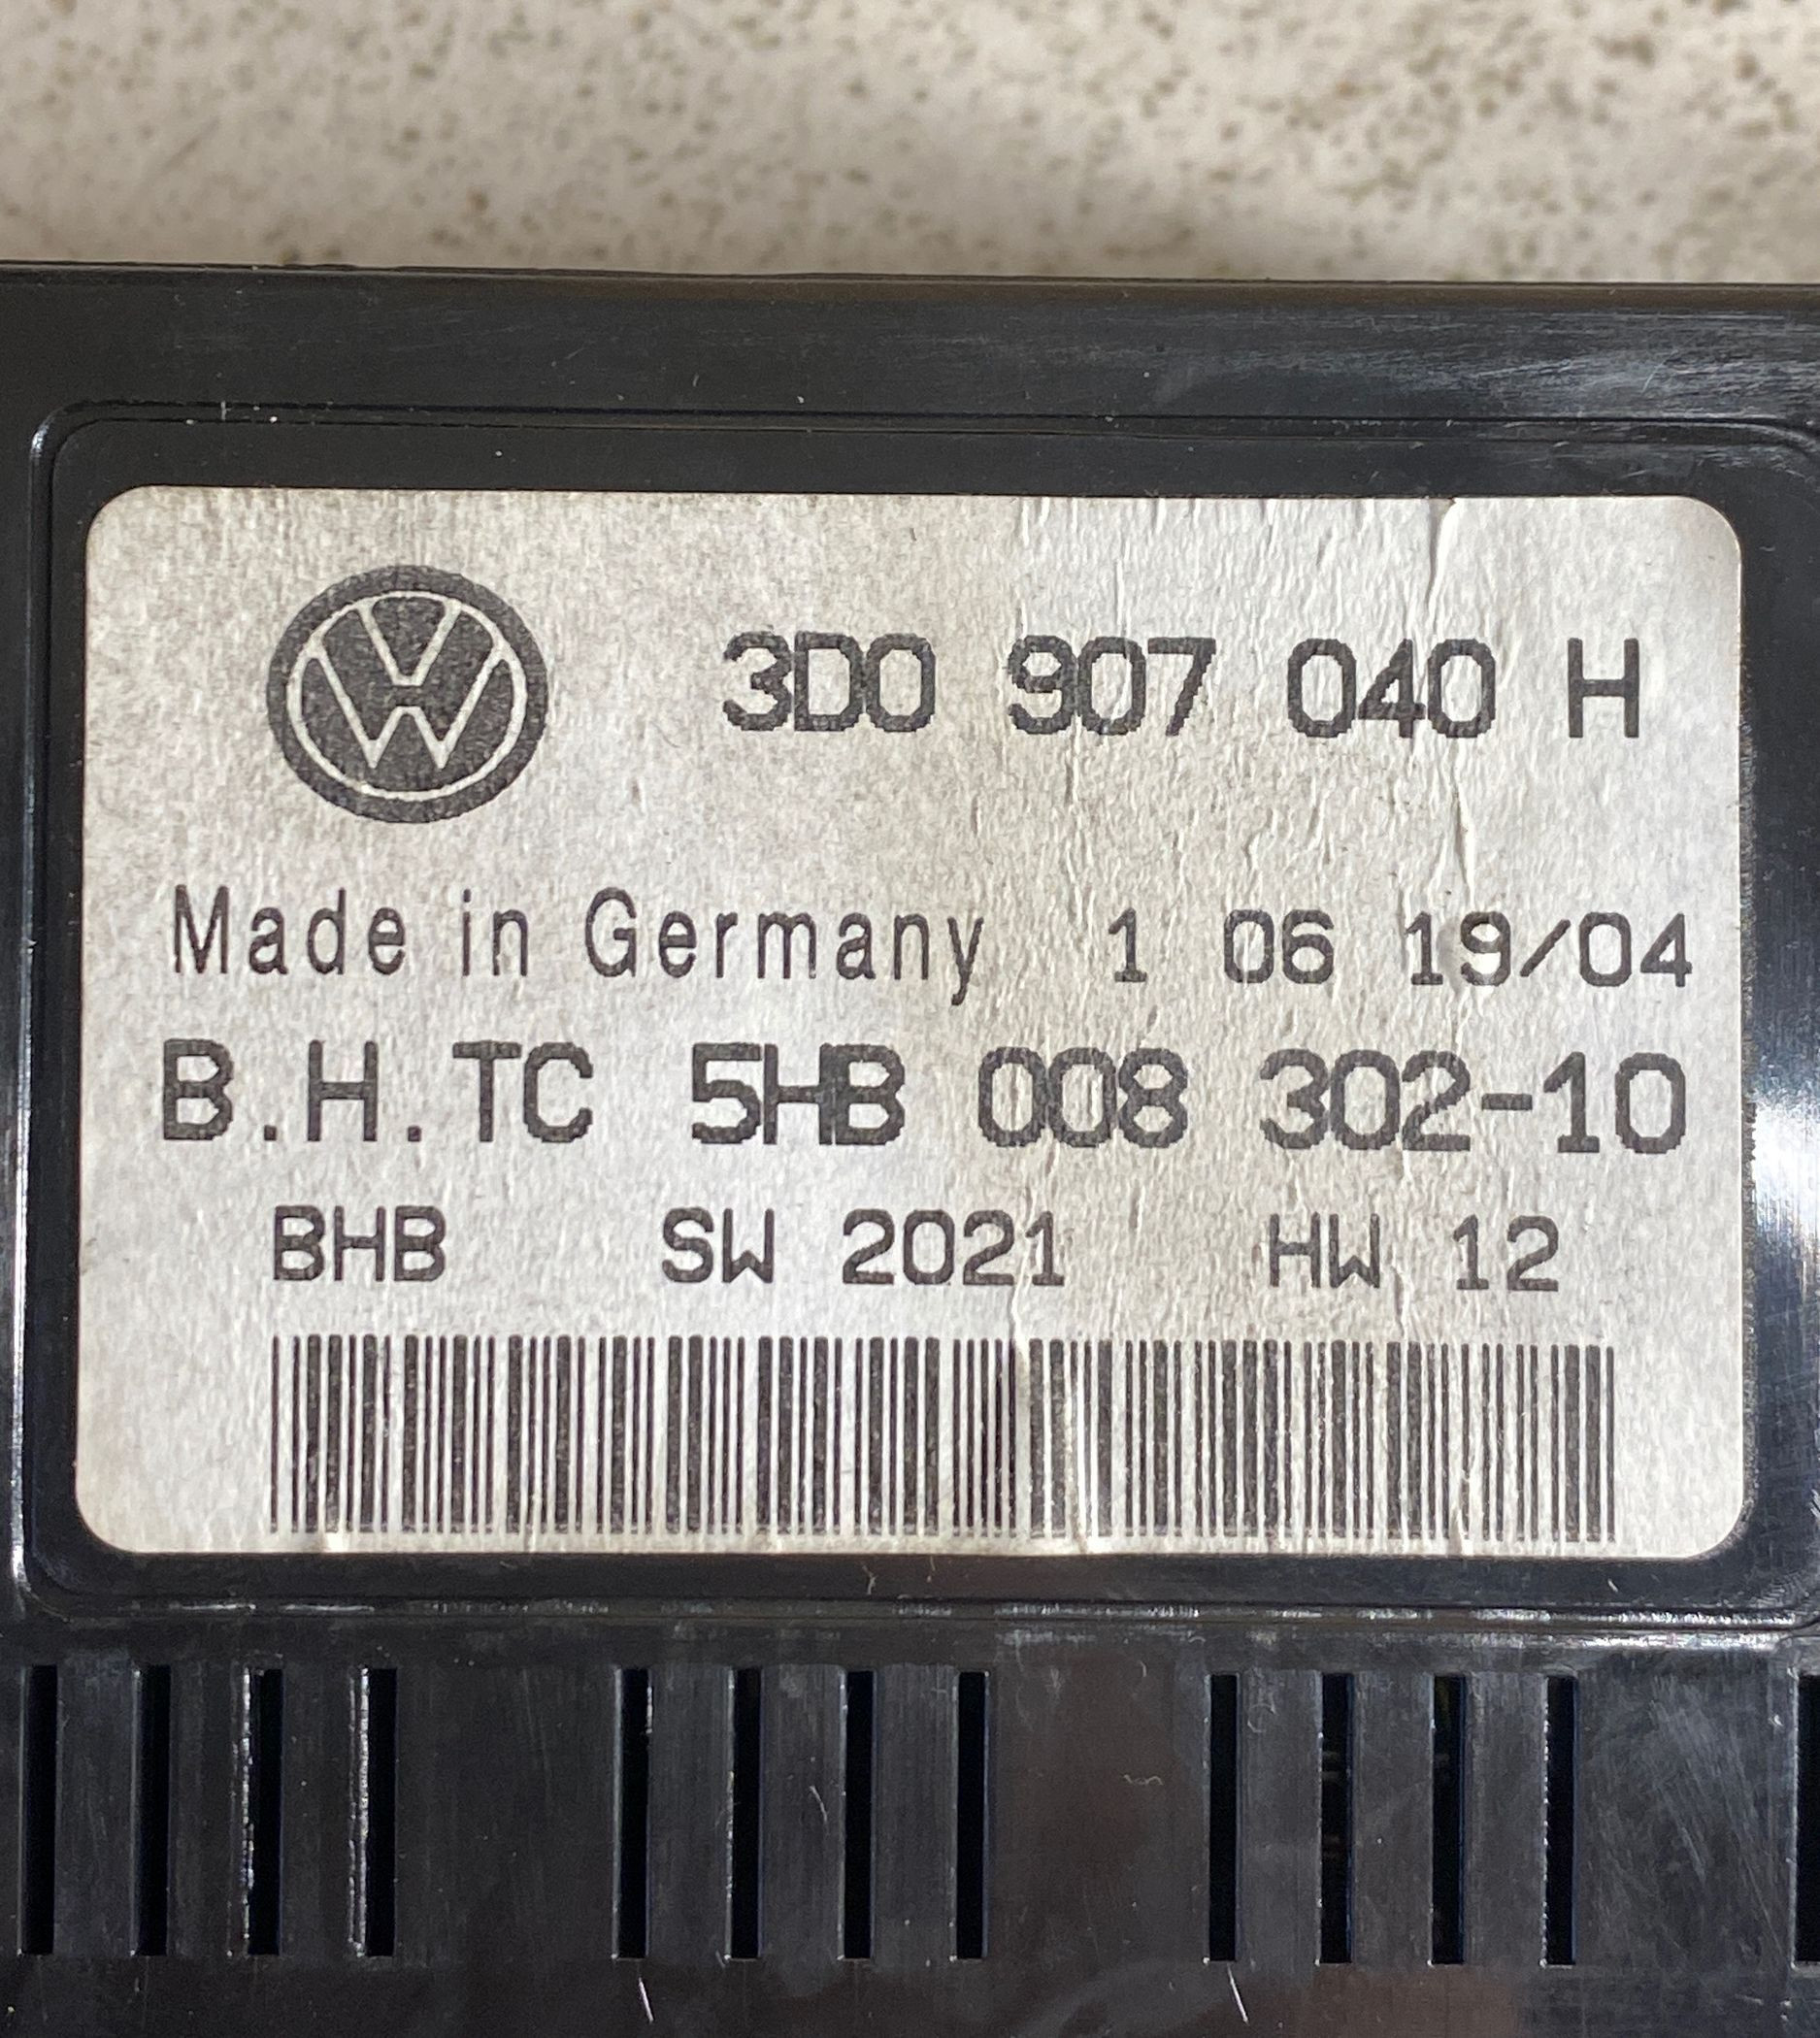 3D0 907 040 H
Made in Germany 1 06 19/04
B.H.TC 5HB 008 302-10
BHB SW 2021 HW 12